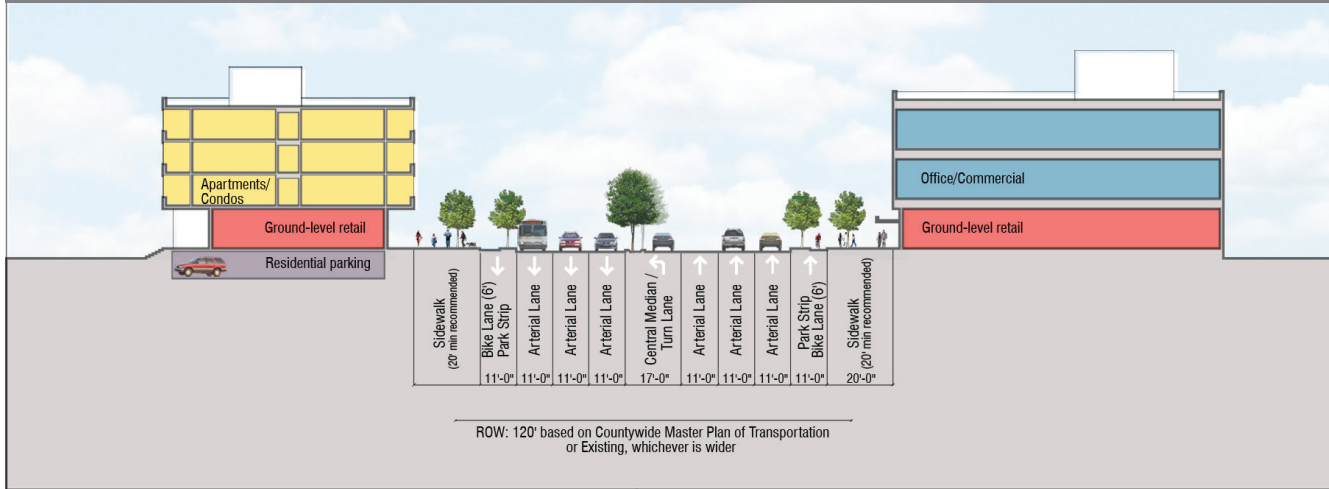 Apartments/
Condos
Ground-level retail
Residential parking
Office/Commercial
Ground-level retail
Sidewalk
(20' min recommended)
Bike Lane (6')
Park Strip
Arterial Lane
Arterial Lane
Arterial Lane
Central Median /
Turn Lane
Arterial Lane
Arterial Lane
Arterial Lane
Park Strip
Bike Lane (6')
Sidewalk
(20' min recommended)
11'-0" 11'-0" 11'-0" 11'-0" 17'-0" 11'-0" 11'-0" 11'-0" 11'-0" 20'-0"
ROW: 120' based on Countywide Master Plan of Transportation
or Existing, whichever is wider